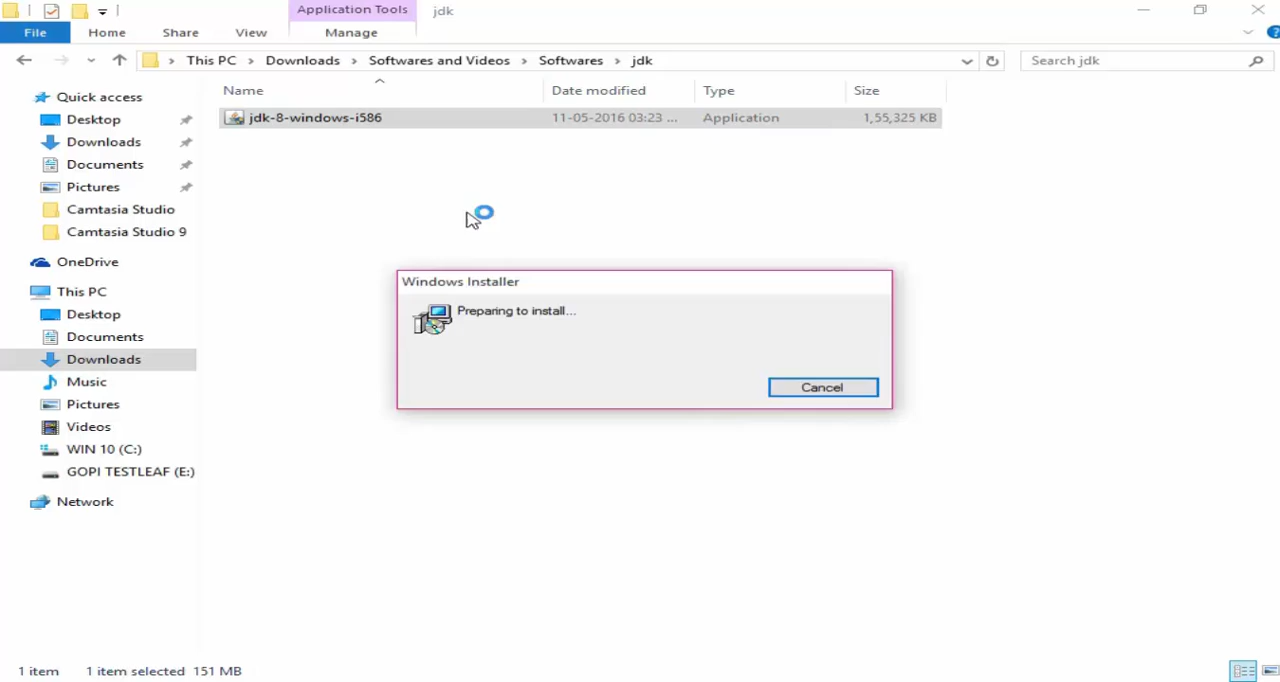 Application Tools jdk
File Home Share View Manage
This PC Downloads Softwares and Videos Softwares jdk Search jdk
Name Date modified Type Size
jdk-8-windows-i586 11-05-2016 03:23 ... Application 1,55,325 KB
Quick access
Desktop
Downloads
Documents
Pictures
Camtasia Studio
Camtasia Studio 9
OneDrive
This PC
Desktop
Documents
Downloads
Music
Pictures
Videos
WIN 10 (C:)
GOPI TESTLEAF (E:)
Network
Windows Installer
Preparing to install...
Cancel
1 item 1 item selected 151 MB